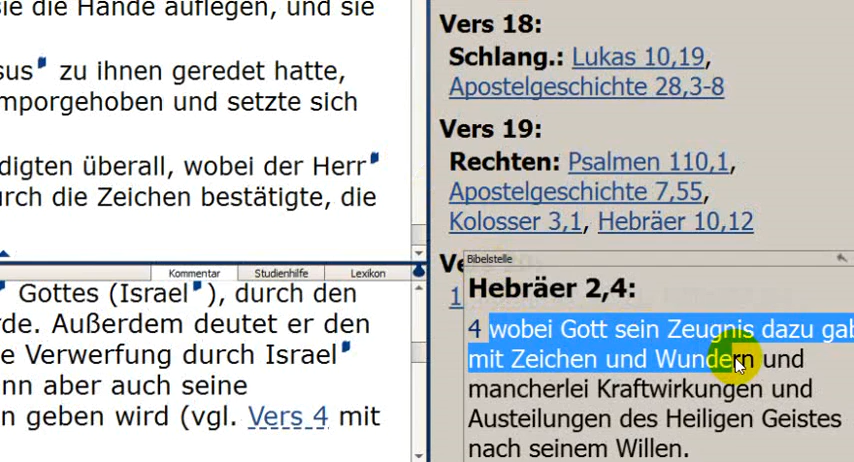 sie die Hände auflegen, und sie
sus zu ihnen geredet hatte,
mporgehoben und setzte sich
digten überall, wobei der Herr
urch die Zeichen bestätigte, die
Kommentar Studienhilfe Lexikon
Gottes (Israel), durch den
rde. Außerdem deutet er den
e Verwerfung durch Israel
nn aber auch seine
n geben wird (vgl. Vers 4 mit
Vers 18:
Schlang.: Lukas 10,19,
Apostelgeschichte 28,3-8
Vers 19:
Rechten: Psalmen 110,1,
Apostelgeschichte 7,55,
Kolosser 3,1, Hebräer 10,12
Ve
1
Bibelstelle
Hebräer 2,4:
4 wobei Gott sein Zeugnis dazu gab
mit Zeichen und Wundern und
mancherlei Kraftwirkungen und
Austeilungen des Heiligen Geistes
nach seinem Willen.